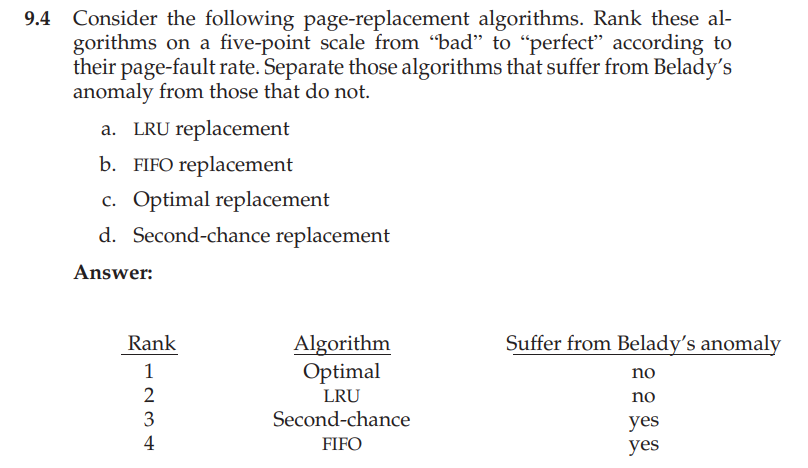 9.4 Consider the following page-replacement algorithms. Rank these al-
gorithms on a five-point scale from “bad” to “perfect” according to
their page-fault rate. Separate those algorithms that suffer from Belady’s
anomaly from those that do not.
a. LRU replacement
b. FIFO replacement
c. Optimal replacement
d. Second-chance replacement
Answer:
Rank Algorithm Suffer from Belady’s anomaly
1 Optimal no
2 LRU no
3 Second-chance yes
4 FIFO yes